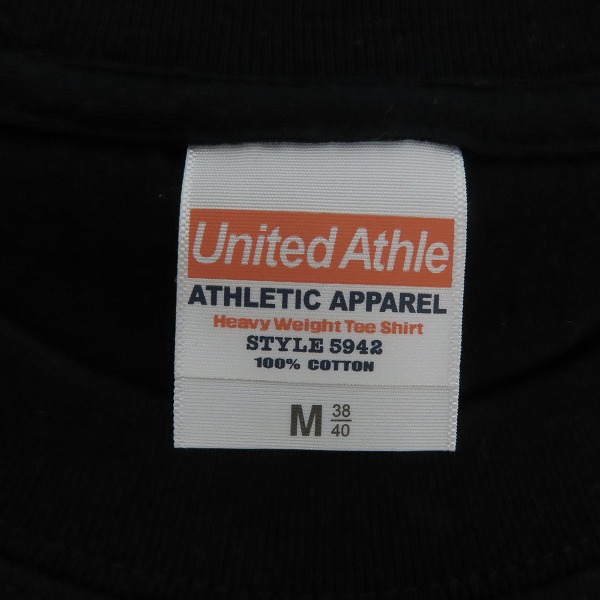 United Athle
ATHLETIC APPAREL
Heavy Weight Tee Shirt
STYLE 5942
100% COTTON
M 38/40